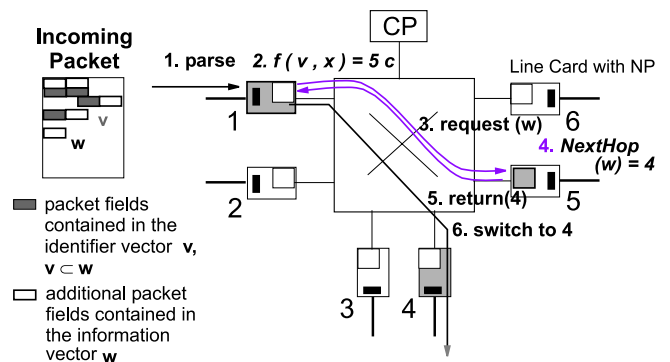 CP
Incoming
Packet
1. parse
2. f ( v , x ) = 5 c
Line Card with NP
v
w
1
3. request (w)
6
4. NextHop
(w) = 4
2
5. return(4)
5
6. switch to 4
packet fields
contained in the
identifier vector v,
v ⊂ w
3
4
additional packet
fields contained in
the information
vector w